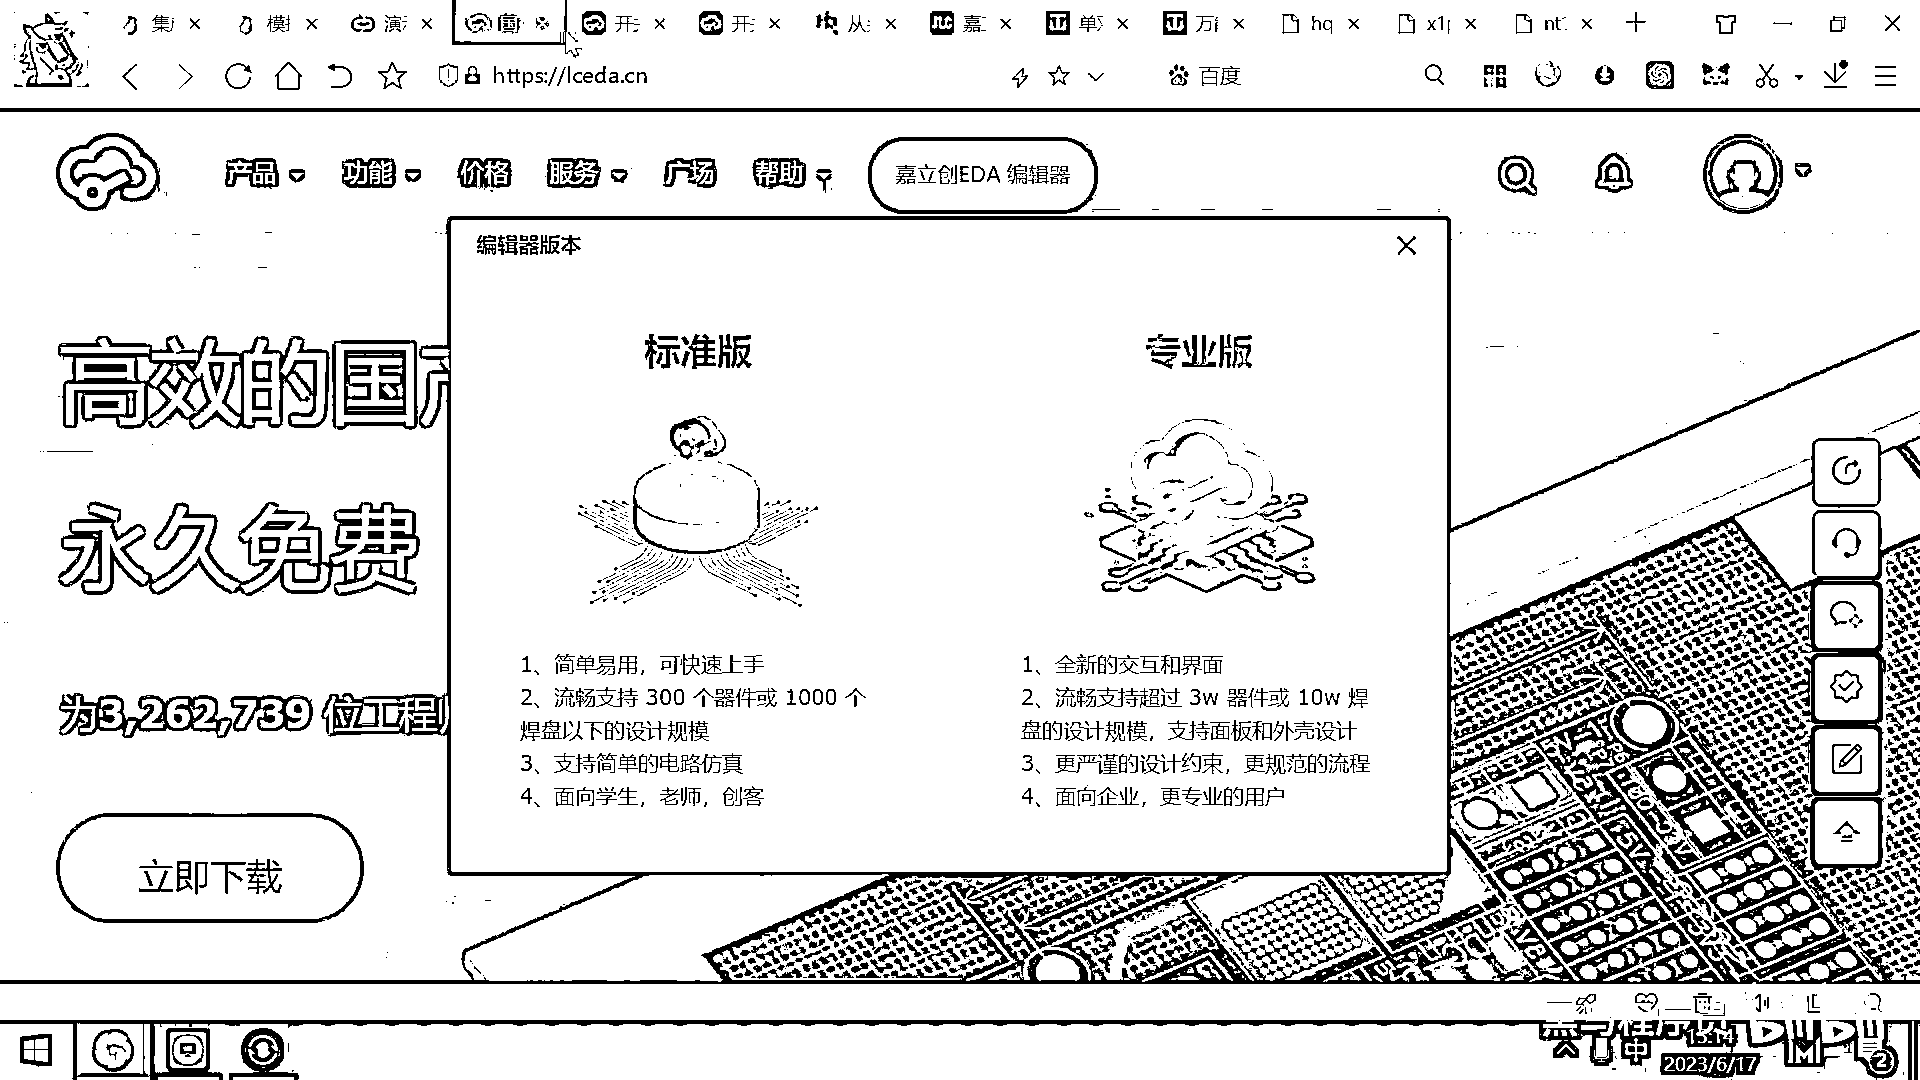 集
模
演
国
开
开
从
嘉
单
万
hq
x1
nt
https://lceda.cn
百度
产品
功能
价格
服务
广场
帮助
嘉立创EDA 编辑器
编辑器版本
高效的国产
永久免费
为3,262,739 位工程师
立即下载
标准版
1、简单易用，可快速上手
2、流畅支持 300 个器件或 1000 个
焊盘以下的设计规模
3、支持简单的电路仿真
4、面向学生，老师，创客
专业版
1、全新的交互和界面
2、流畅支持超过 3w 器件或 10w 焊
盘的设计规模，支持面板和外壳设计
3、更严谨的设计约束，更规范的流程
4、面向企业，更专业的用户
中
15:14
2023/6/17
2